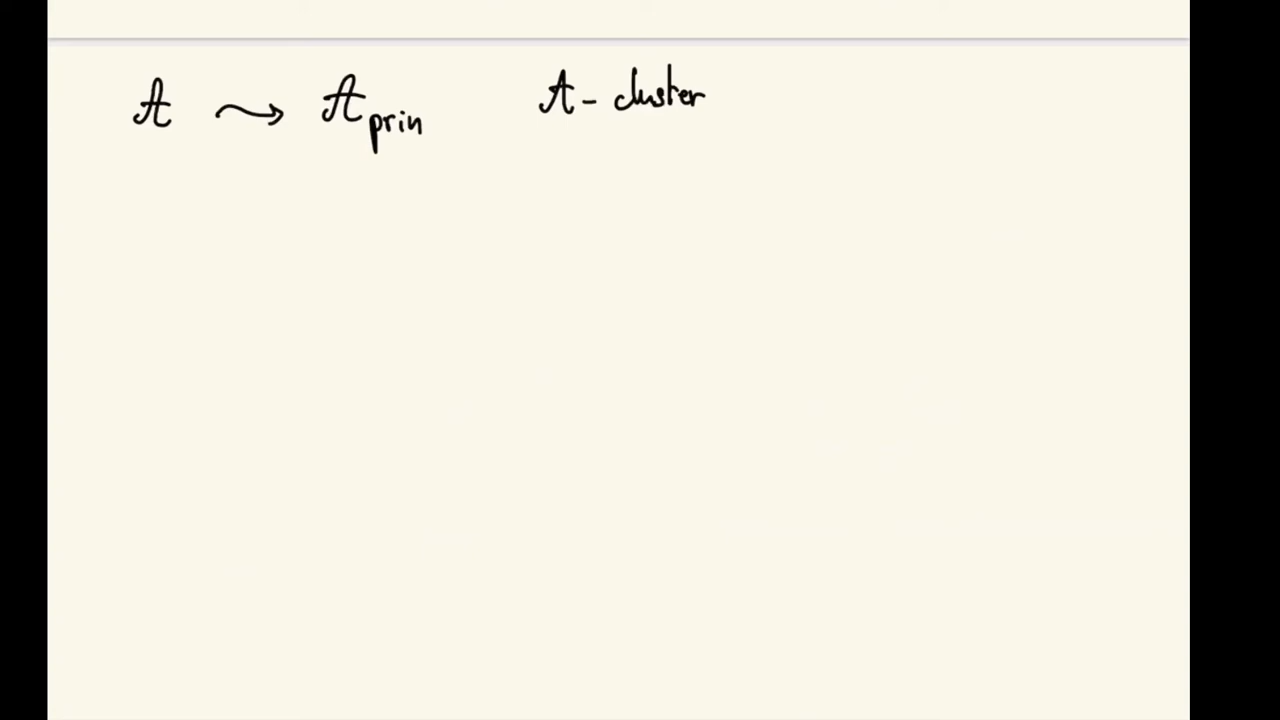 𝒜 ⇝ 𝒜_prin 𝒜 - cluster